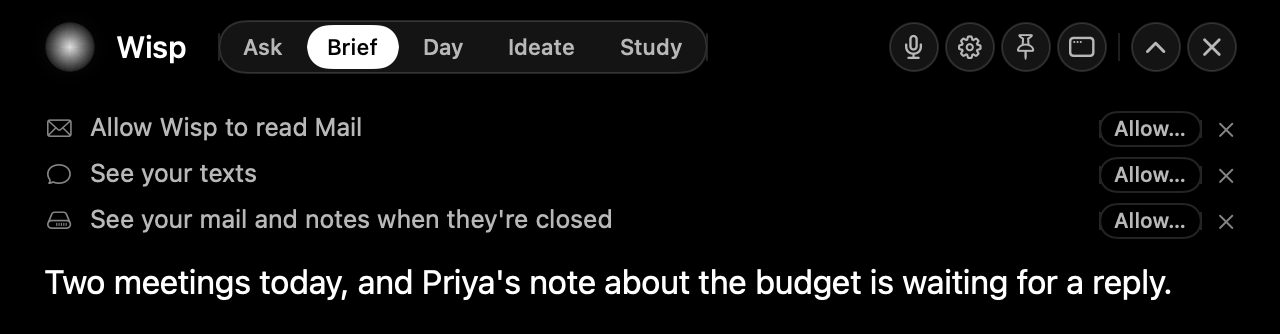 Wisp Ask Brief Day Ideate Study
Allow Wisp to read Mail Allow...
See your texts Allow...
See your mail and notes when they're closed Allow...
Two meetings today, and Priya's note about the budget is waiting for a reply.